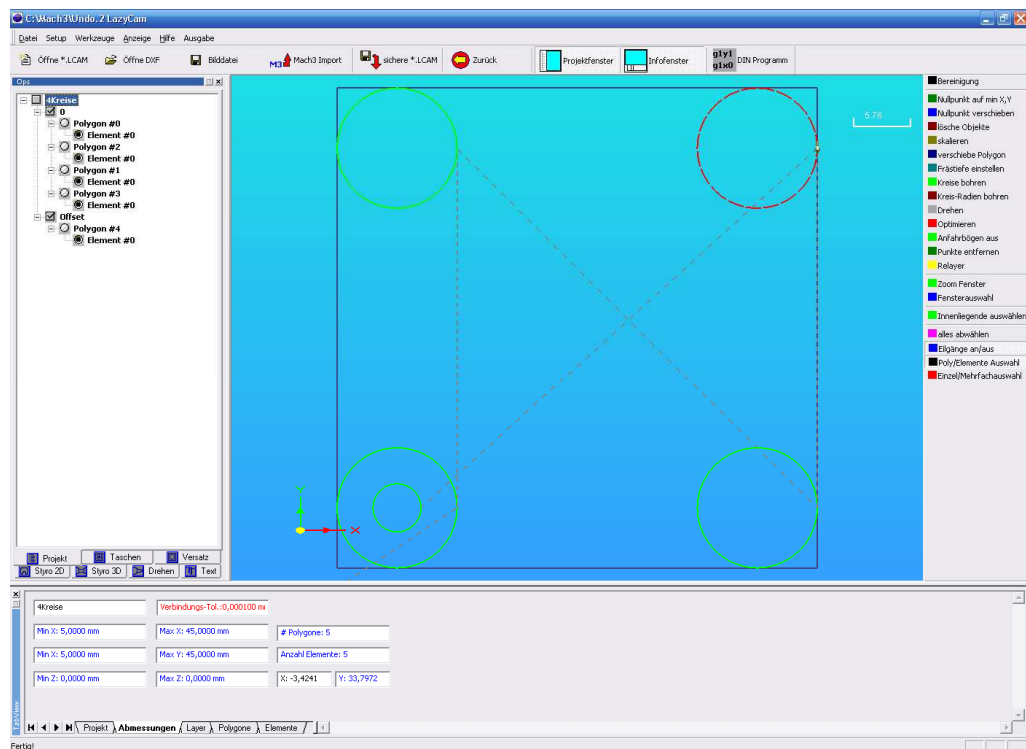 C:\Mach3\Undo.2 LazyCam
Datei Setup Werkzeuge Anzeige Hilfe Ausgabe
Öffne *.LCAM Öffne DXF Bilddatei M3 Mach3 Import sichere *.LCAM Zurück Projektfenster Infofenster g1y1 g1x0 DIN Programm
Ops
4Kreise
0
Polygon #0
Element #0
Polygon #2
Element #0
Polygon #1
Element #0
Polygon #3
Element #0
Offset
Polygon #4
Element #0
Projekt Taschen Versatz
Styro 2D Styro 3D Drehen Text
5.76
Y
X
Bereinigung
Nullpunkt auf min X,Y
Nullpunkt verschieben
lösche Objekte
skalieren
verschiebe Polygon
Frästiefe einstellen
Kreise bohren
Kreis-Radien bohren
Drehen
Optimieren
Anfahrbögen aus
Punkte entfernen
Relayer
Zoom Fenster
Fensterauswahl
Innenliegende auswählen
alles abwählen
Eilgänge an/aus
Poly/Elemente Auswahl
Einzel/Mehrfachauswahl
4Kreise Verbindungs-Tol.:0,000100 m
Min X: 5,0000 mm Max X: 45,0000 mm # Polygone: 5
Min X: 5,0000 mm Max Y: 45,0000 mm Anzahl Elemente: 5
Min Z: 0,0000 mm Max Z: 0,0000 mm X: -3,4241 Y: 33,7972
TabView
Projekt Abmessungen Layer Polygone Elemente
Fertig!